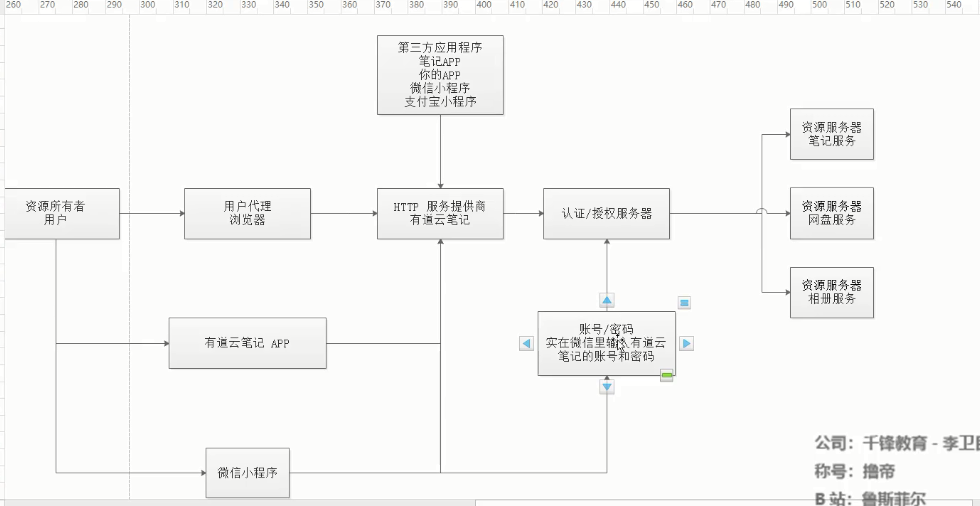 260 270 280 290 300 310 320 330 340 350 360 370 380 390 400 410 420 430 440 450 460 470 480 490 500 510 520 530 540
第三方应用程序
笔记APP
你的APP
微信小程序
支付宝小程序
资源服务器
笔记服务
资源所有者
用户
用户代理
浏览器
HTTP 服务提供商
有道云笔记
认证/授权服务器
资源服务器
网盘服务
资源服务器
相册服务
有道云笔记 APP
账号/密码
实在微信里输入有道云
笔记的账号和密码
微信小程序
公司：千锋教育 - 李卫
称号：撸帝
B 站：鲁斯菲尔